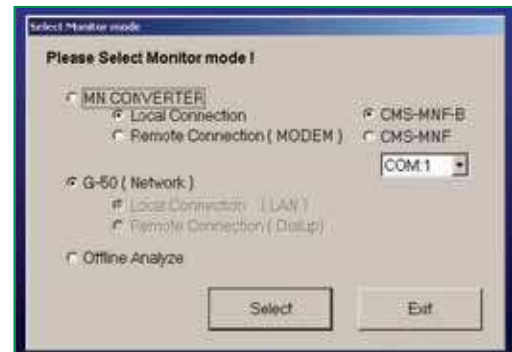 Select Monitor mode
Please Select Monitor mode !
MN CONVERTER
Local Connection CMS-MNF-B
Remote Connection ( MODEM ) CMS-MNF
COM:1
G-50 ( Network )
Local Connection ( LAN )
Remote Connection ( Dialup)
Offline Analyze
Select Exit